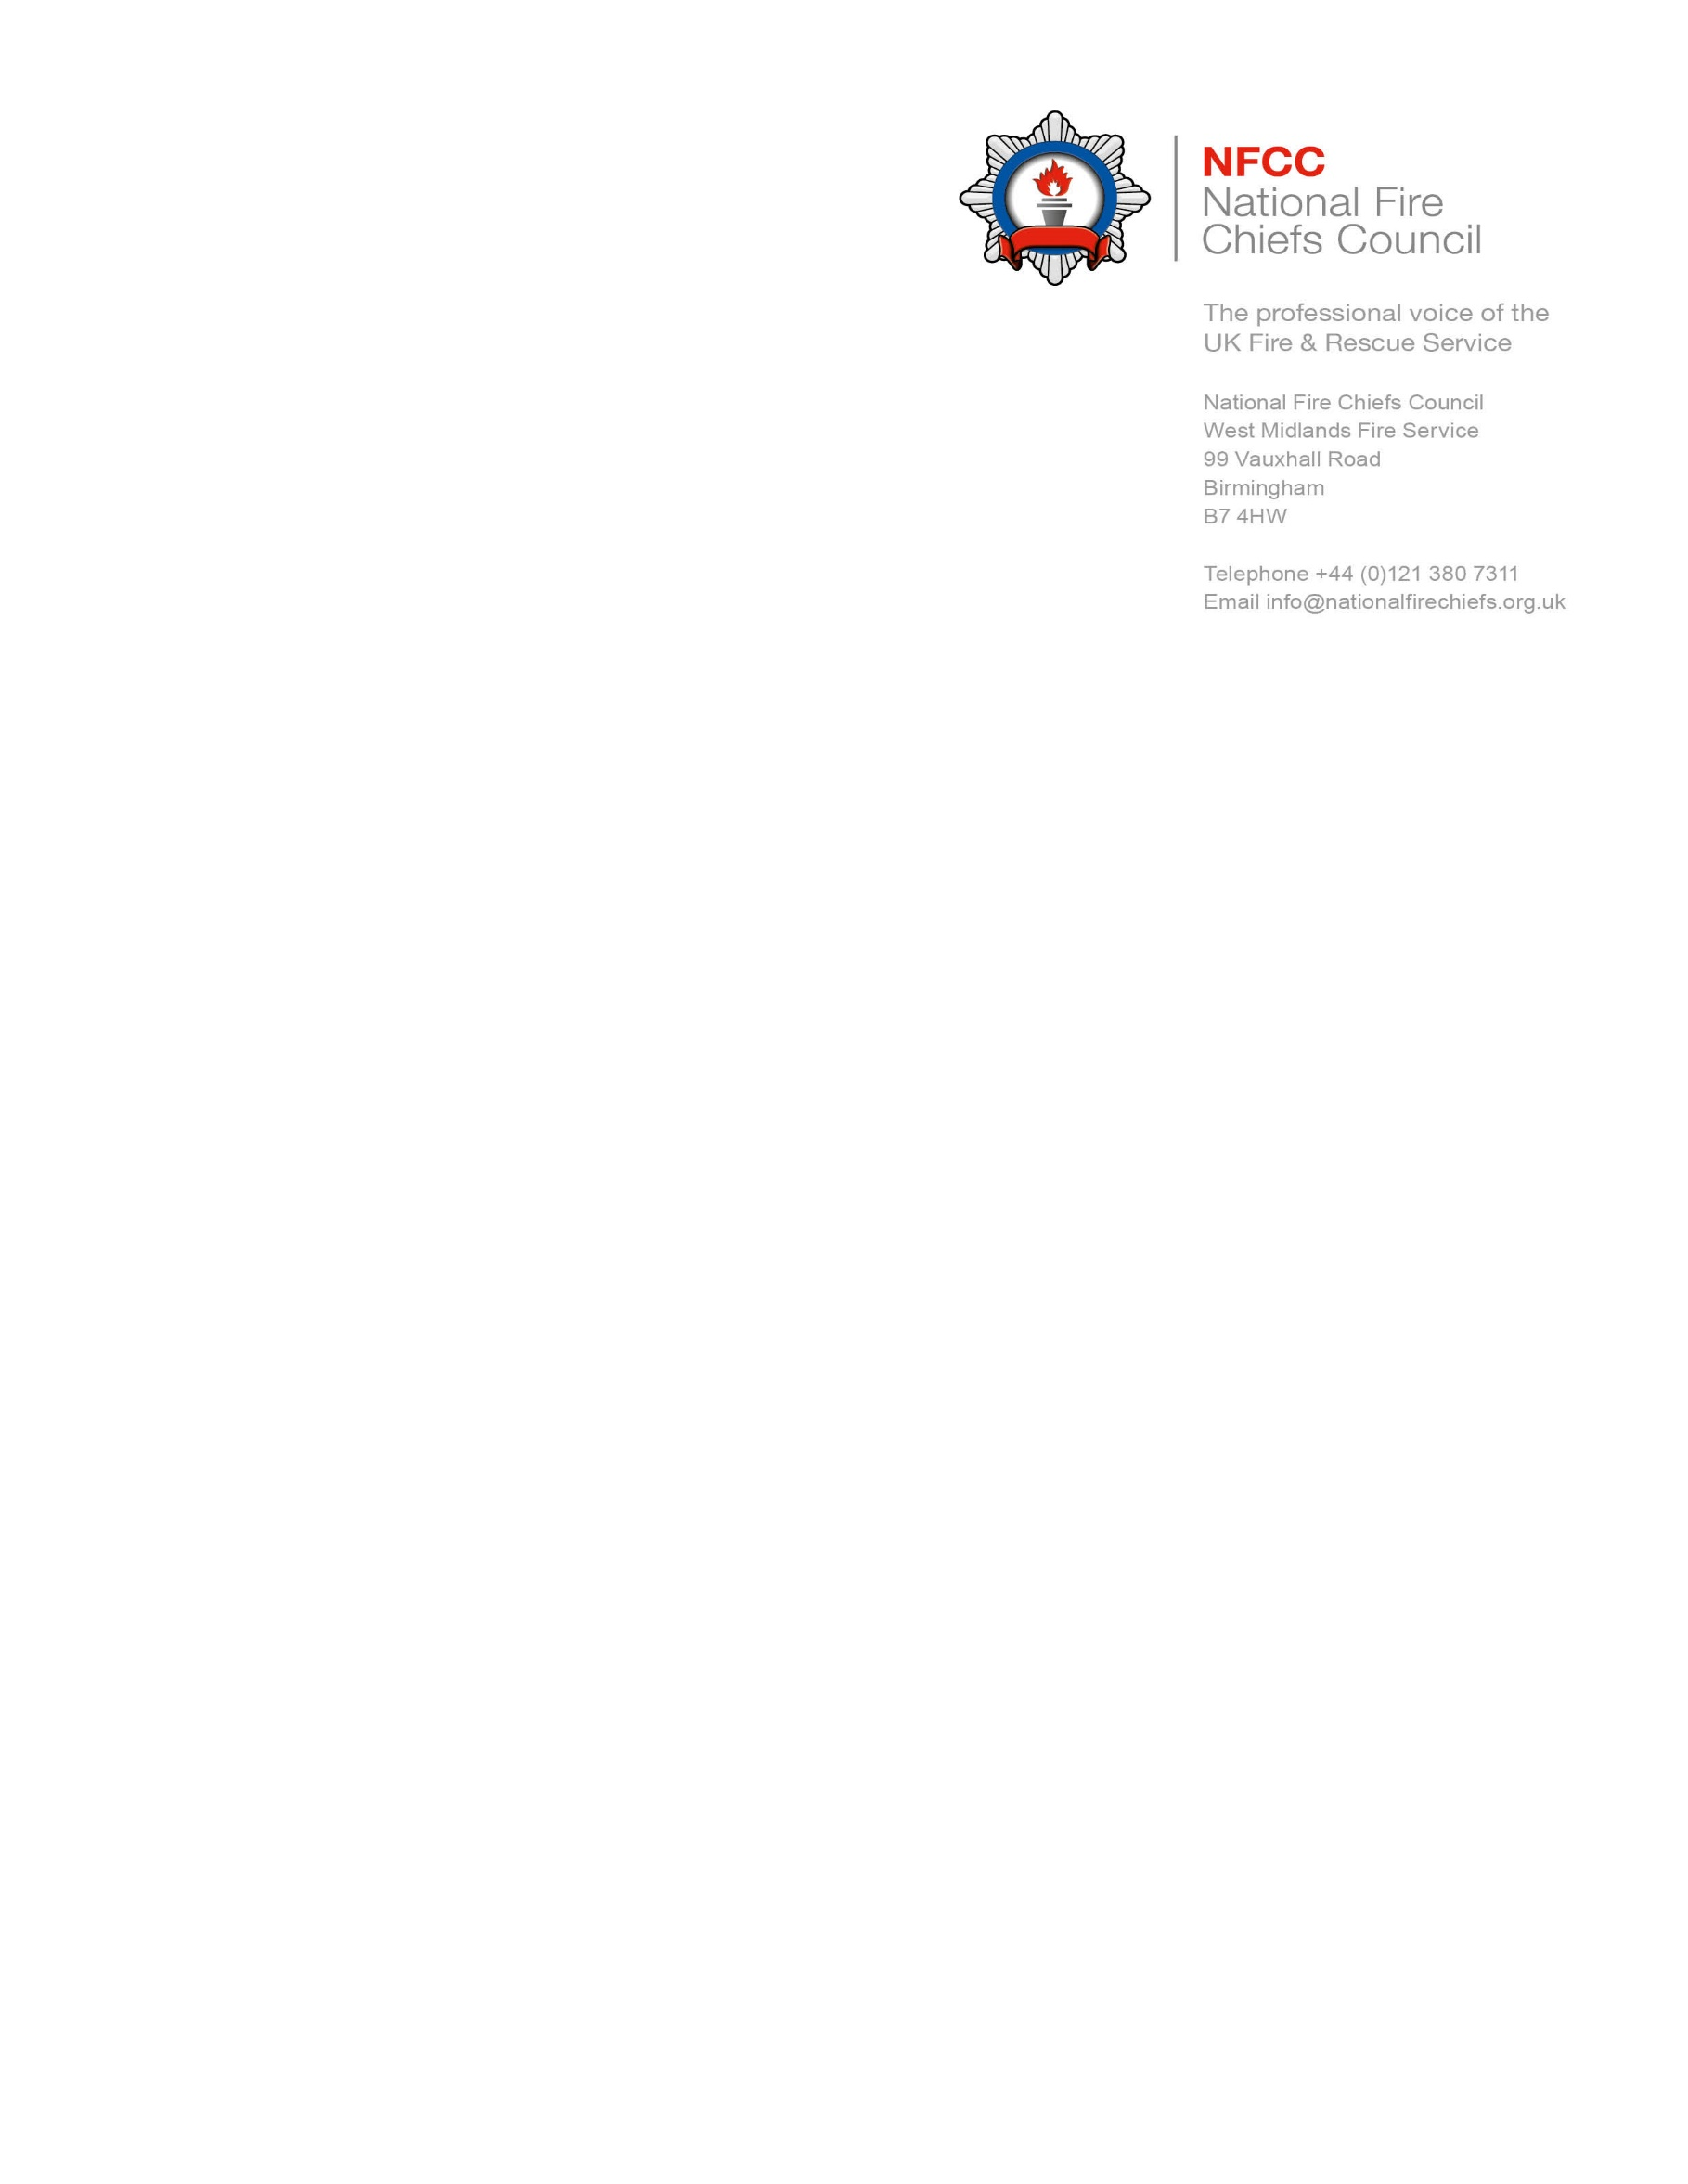 NFCC
National Fire
Chiefs Council
The professional voice of the
UK Fire & Rescue Service
National Fire Chiefs Council
West Midlands Fire Service
99 Vauxhall Road
Birmingham
B7 4HW
Telephone +44 (0)121 380 7311
Email info@nationalfirechiefs.org.uk